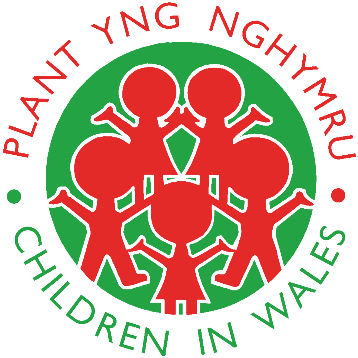 PLANT YNG NGHYMRU
CHILDREN IN WALES